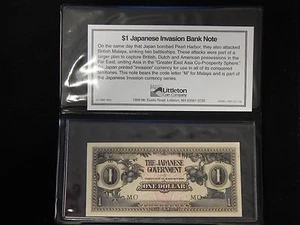 $1 Japanese Invasion Bank Note
On the same day that Japan bombed Pearl Harbor, they also attacked
British Malaya, sinking two battleships. These attacks were part of a
larger plan to capture British, Dutch and American possessions in the
Far East, uniting Asia in the "Greater East Asia Co-Prosperity Sphere."
Japan printed "invasion" currency for use in all of its conquered
territories. This note bears the code letter "M" for Malaya and is part of
the Japanese Invasion currency series.
Littleton
Coin Company
THE JAPANESE
GOVERNMENT
1 1
ONE DOLLAR
MO MO